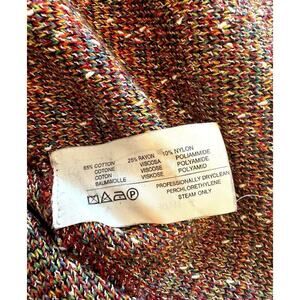 65% COTTON 25% RAYON 10% NYLON
COTONE VISCOSA POLIAMMIDE
COTON VISCOSE POLYAMIDE
BAUMWOLLE VISKOSE POLYAMID
PROFESSIONALLY DRYCLEAN
PERCHLORETHYLENE
STEAM ONLY
P